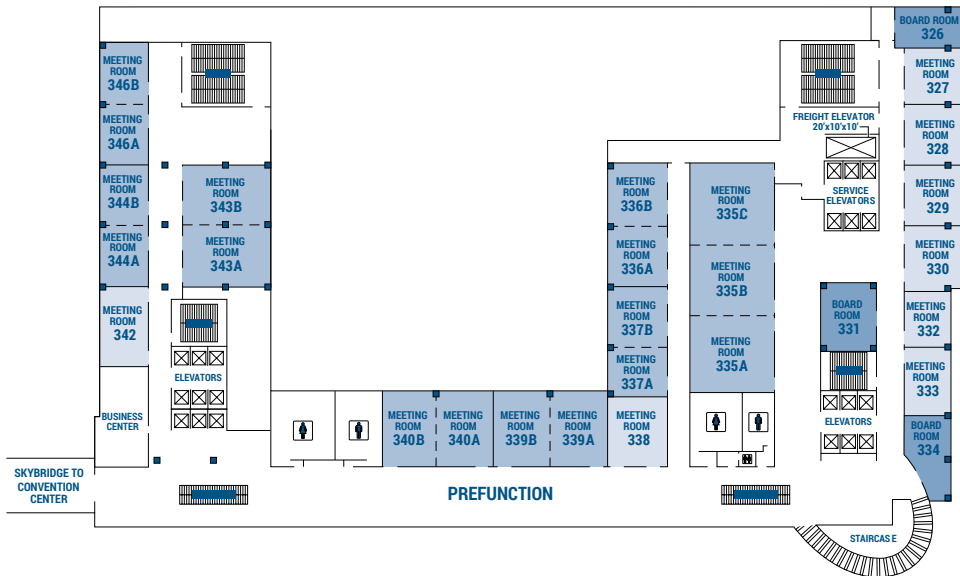 BOARD ROOM
326
MEETING
ROOM
346B
MEETING
ROOM
327
FREIGHT ELEVATOR
20'x10'x10'
MEETING
ROOM
346A
MEETING
ROOM
328
MEETING
ROOM
344B
MEETING
ROOM
343B
MEETING
ROOM
336B
MEETING
ROOM
335C
SERVICE
ELEVATORS
MEETING
ROOM
329
MEETING
ROOM
344A
MEETING
ROOM
343A
MEETING
ROOM
336A
MEETING
ROOM
335B
MEETING
ROOM
330
MEETING
ROOM
342
MEETING
ROOM
337B
BOARD
ROOM
331
MEETING
ROOM
332
MEETING
ROOM
337A
MEETING
ROOM
335A
MEETING
ROOM
333
ELEVATORS
BUSINESS
CENTER
MEETING
ROOM
340B
MEETING
ROOM
340A
MEETING
ROOM
339B
MEETING
ROOM
339A
MEETING
ROOM
338
ELEVATORS
BOARD
ROOM
334
SKYBRIDGE TO
CONVENTION
CENTER
PREFUNCTION
STAIRCASE